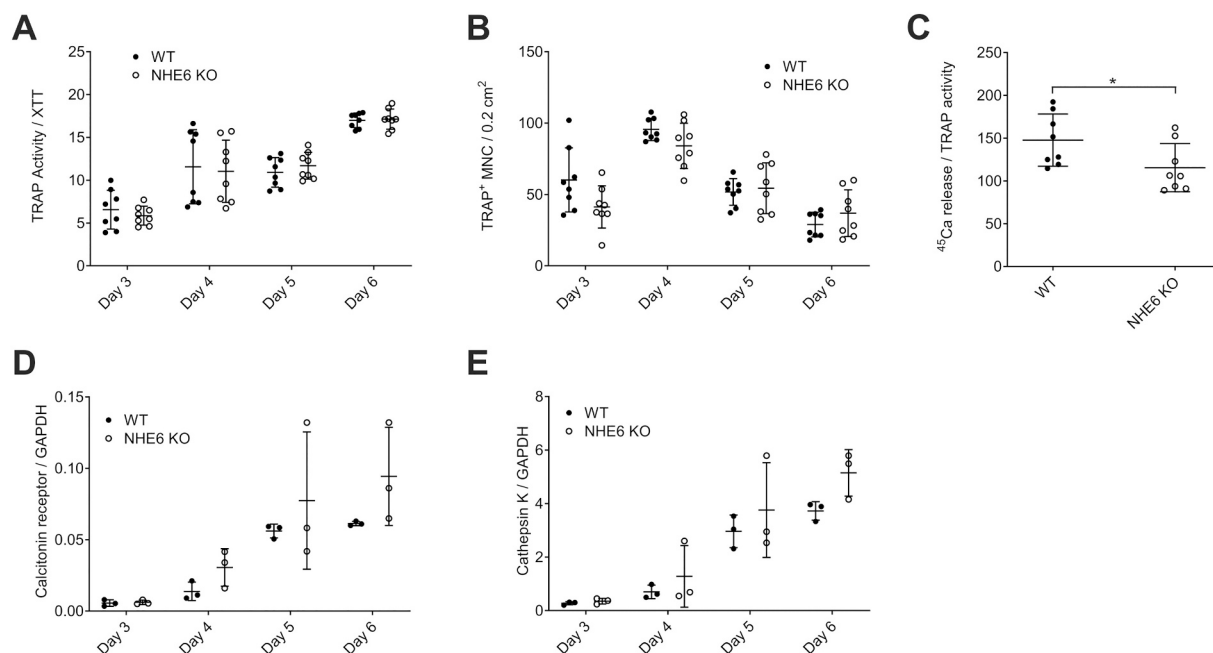 A
TRAP Activity / XTT
25
20
15
10
5
0
WT
NHE6 KO
Day 3
Day 4
Day 5
Day 6
B
TRAP⁺ MNC / 0.2 cm²
150
100
50
0
WT
NHE6 KO
Day 3
Day 4
Day 5
Day 6
C
⁴⁵Ca release / TRAP activity
250
200
150
100
50
0
*
WT
NHE6 KO
D
Calcitonin receptor / GAPDH
0.15
0.10
0.05
0.00
WT
NHE6 KO
Day 3
Day 4
Day 5
Day 6
E
Cathepsin K / GAPDH
8
6
4
2
0
WT
NHE6 KO
Day 3
Day 4
Day 5
Day 6